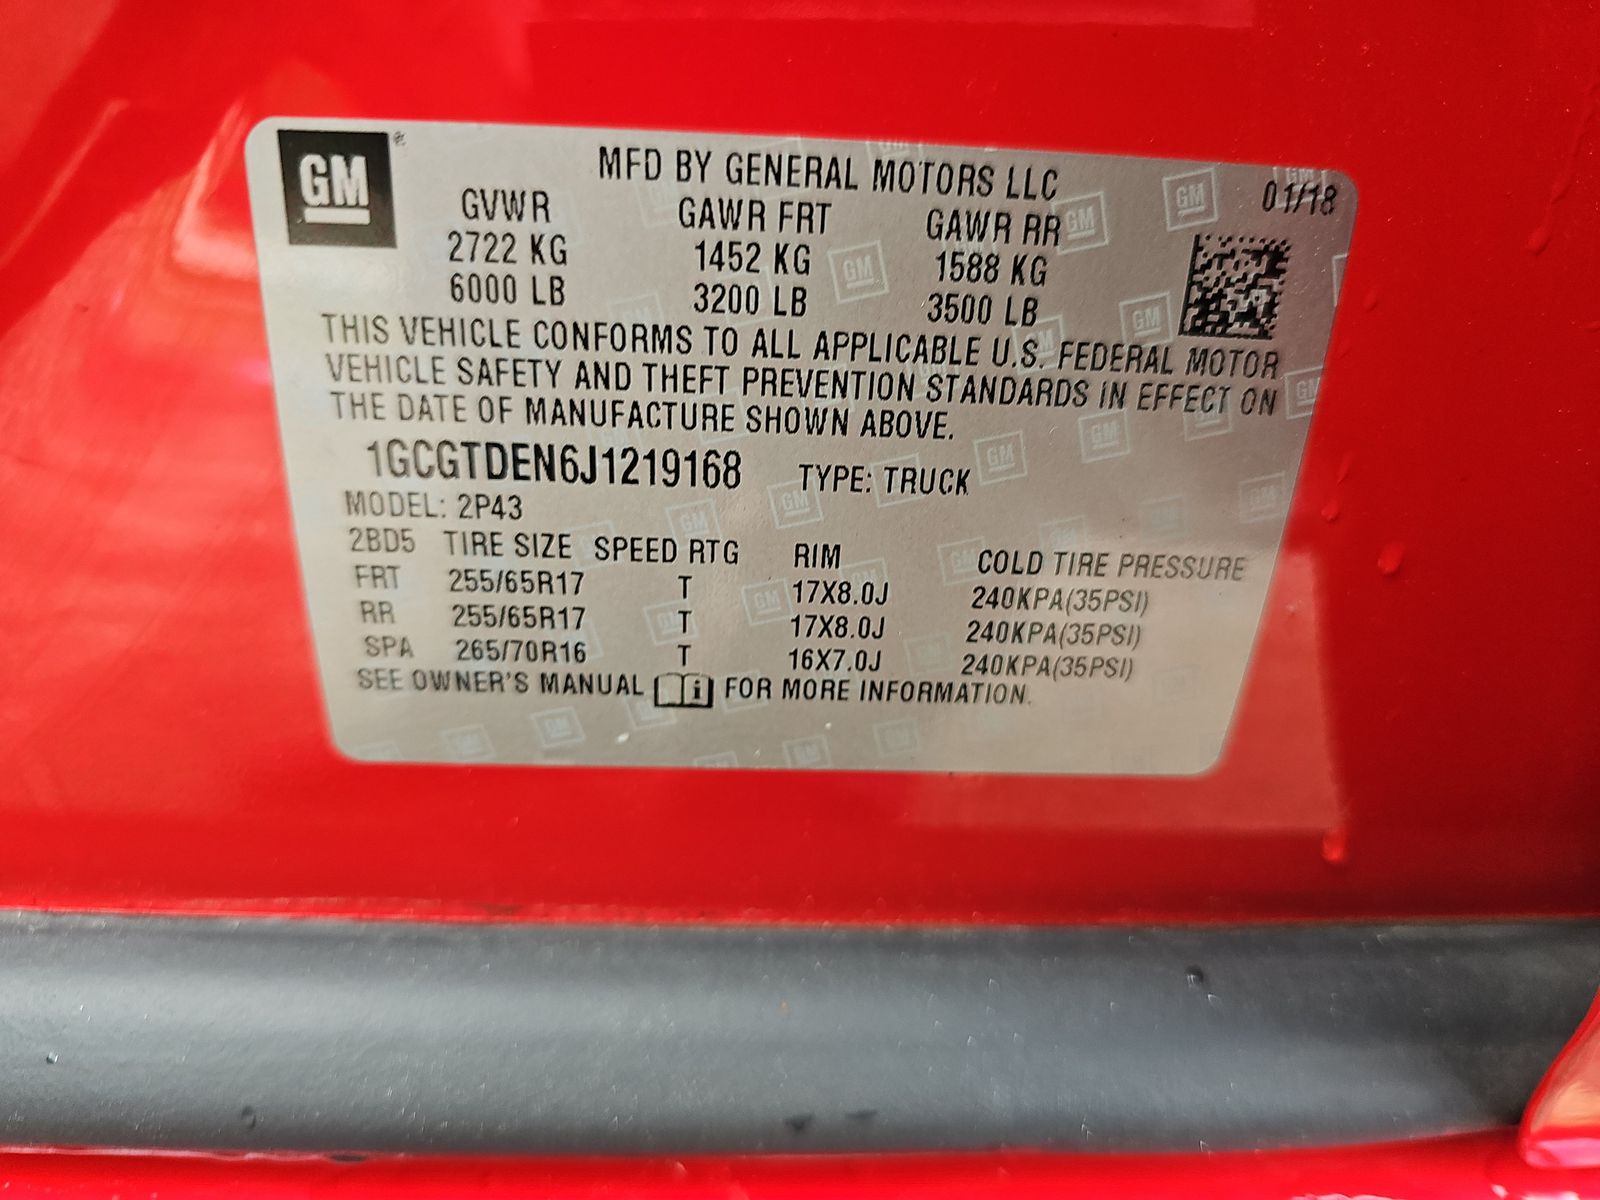 GM ®
MFD BY GENERAL MOTORS LLC
01/18
GVWR GAWR FRT GAWR RR
2722 KG 1452 KG 1588 KG
6000 LB 3200 LB 3500 LB
THIS VEHICLE CONFORMS TO ALL APPLICABLE U.S. FEDERAL MOTOR
VEHICLE SAFETY AND THEFT PREVENTION STANDARDS IN EFFECT ON
THE DATE OF MANUFACTURE SHOWN ABOVE.
1GCGTDEN6J1219168 TYPE: TRUCK
MODEL: 2P43
2BD5 TIRE SIZE SPEED RTG RIM COLD TIRE PRESSURE
FRT 255/65R17 T 17X8.0J 240KPA(35PSI)
RR 255/65R17 T 17X8.0J 240KPA(35PSI)
SPA 265/70R16 T 16X7.0J 240KPA(35PSI)
SEE OWNER'S MANUAL i FOR MORE INFORMATION.